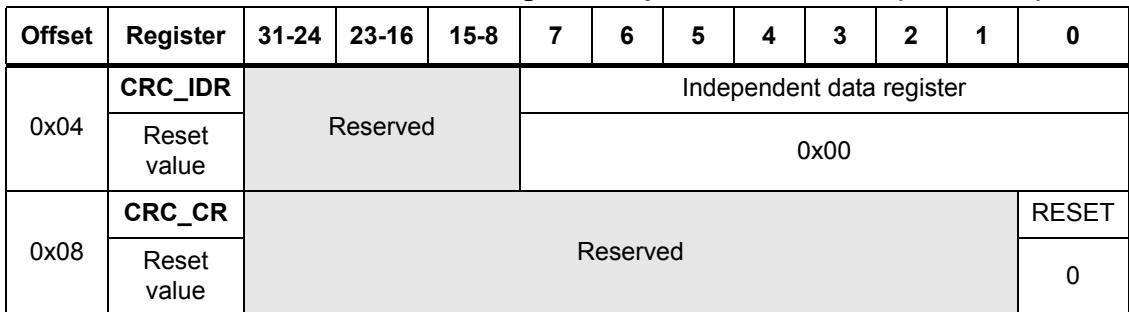 Offset Register 31-24 23-16 15-8 7 6 5 4 3 2 1 0
0x04 CRC_IDR Reserved Independent data register
Reset value 0x00
0x08 CRC_CR Reserved RESET
Reset value 0